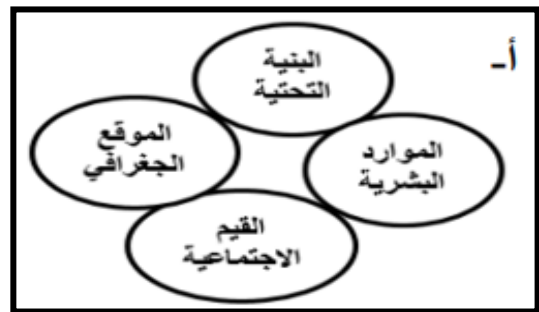 أ-
البنية
التحتية
الموارد
البشرية
الموقع
الجغرافي
القيم
الاجتماعية